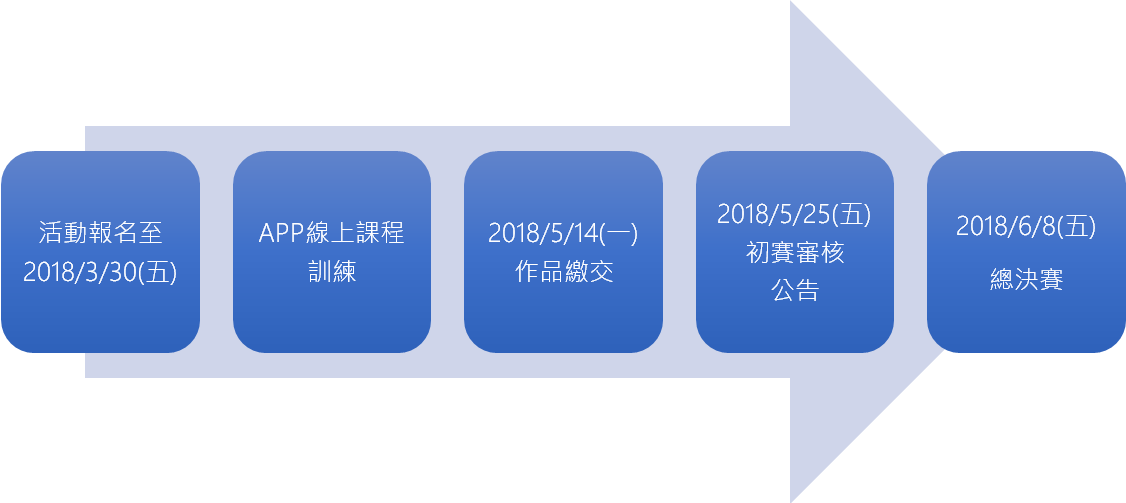 活動報名至
2018/3/30(五)
APP線上課程
訓練
2018/5/14(一)
作品繳交
2018/5/25(五)
初賽審核
公告
2018/6/8(五)
總決賽